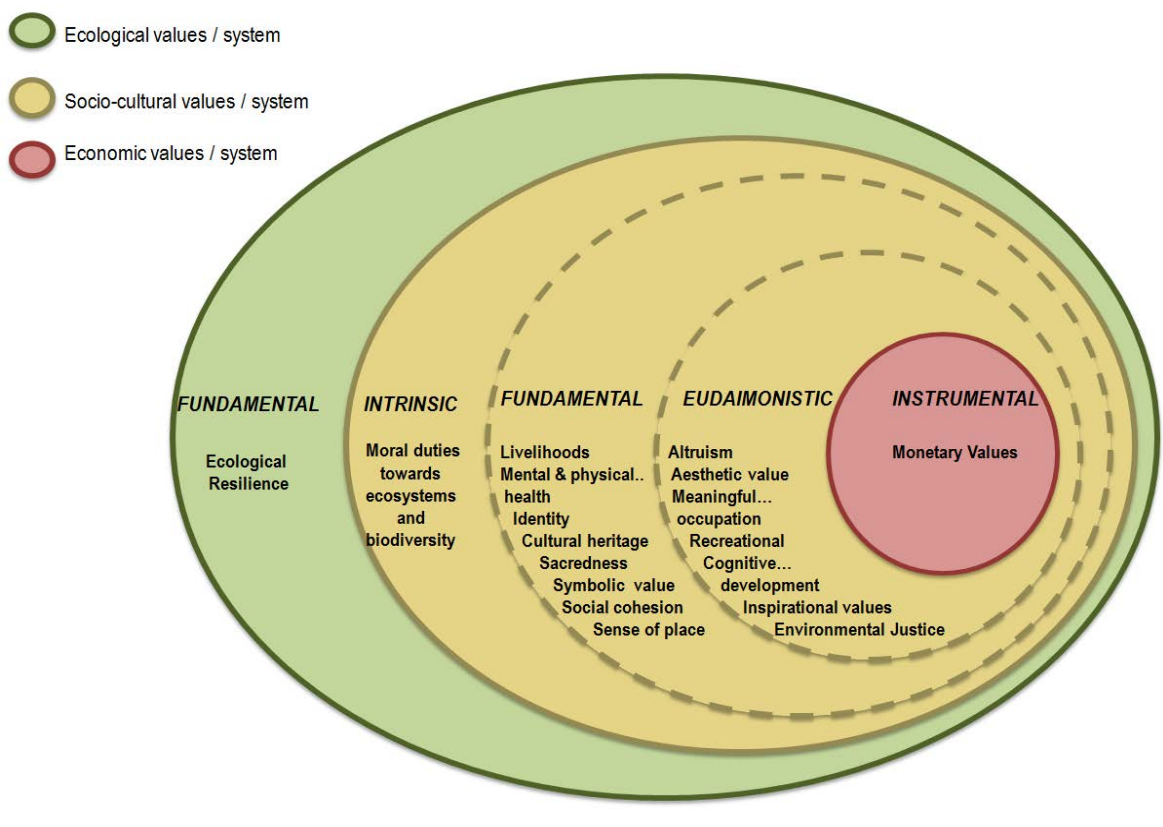 Ecological values / system
Socio-cultural values / system
Economic values / system
FUNDAMENTAL
Ecological
Resilience
INTRINSIC
Moral duties
towards
ecosystems
and
biodiversity
FUNDAMENTAL
Livelihoods
Mental & physical..
health
Identity
Cultural heritage
Sacredness
Symbolic value
Social cohesion
Sense of place
EUDAIMONISTIC
Altruism
Aesthetic value
Meaningful...
occupation
Recreational
Cognitive...
development
Inspirational values
Environmental Justice
INSTRUMENTAL
Monetary Values